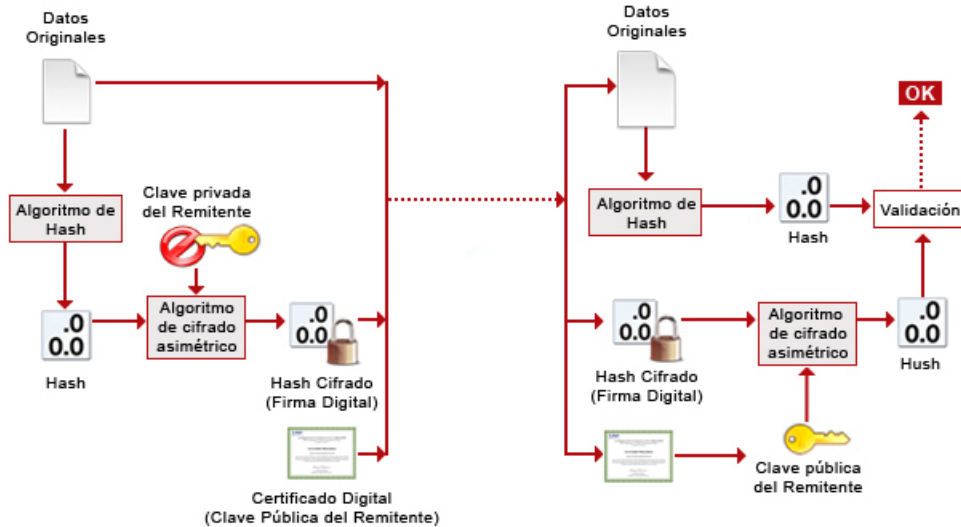 Datos
Originales
Algoritmo de
Hash
Clave privada
del Remitente
.0
0.0
Hash
Algoritmo
de cifrado
asimétrico
.0
0.0
Hash Cifrado
(Firma Digital)
Certificado Digital
(Clave Pública del Remitente)
Datos
Originales
Algoritmo de
Hash
.0
0.0
Hash
OK
Validación
.0
0.0
Hash Cifrado
(Firma Digital)
Algoritmo
de cifrado
asimétrico
.0
0.0
Hush
Clave pública
del Remitente